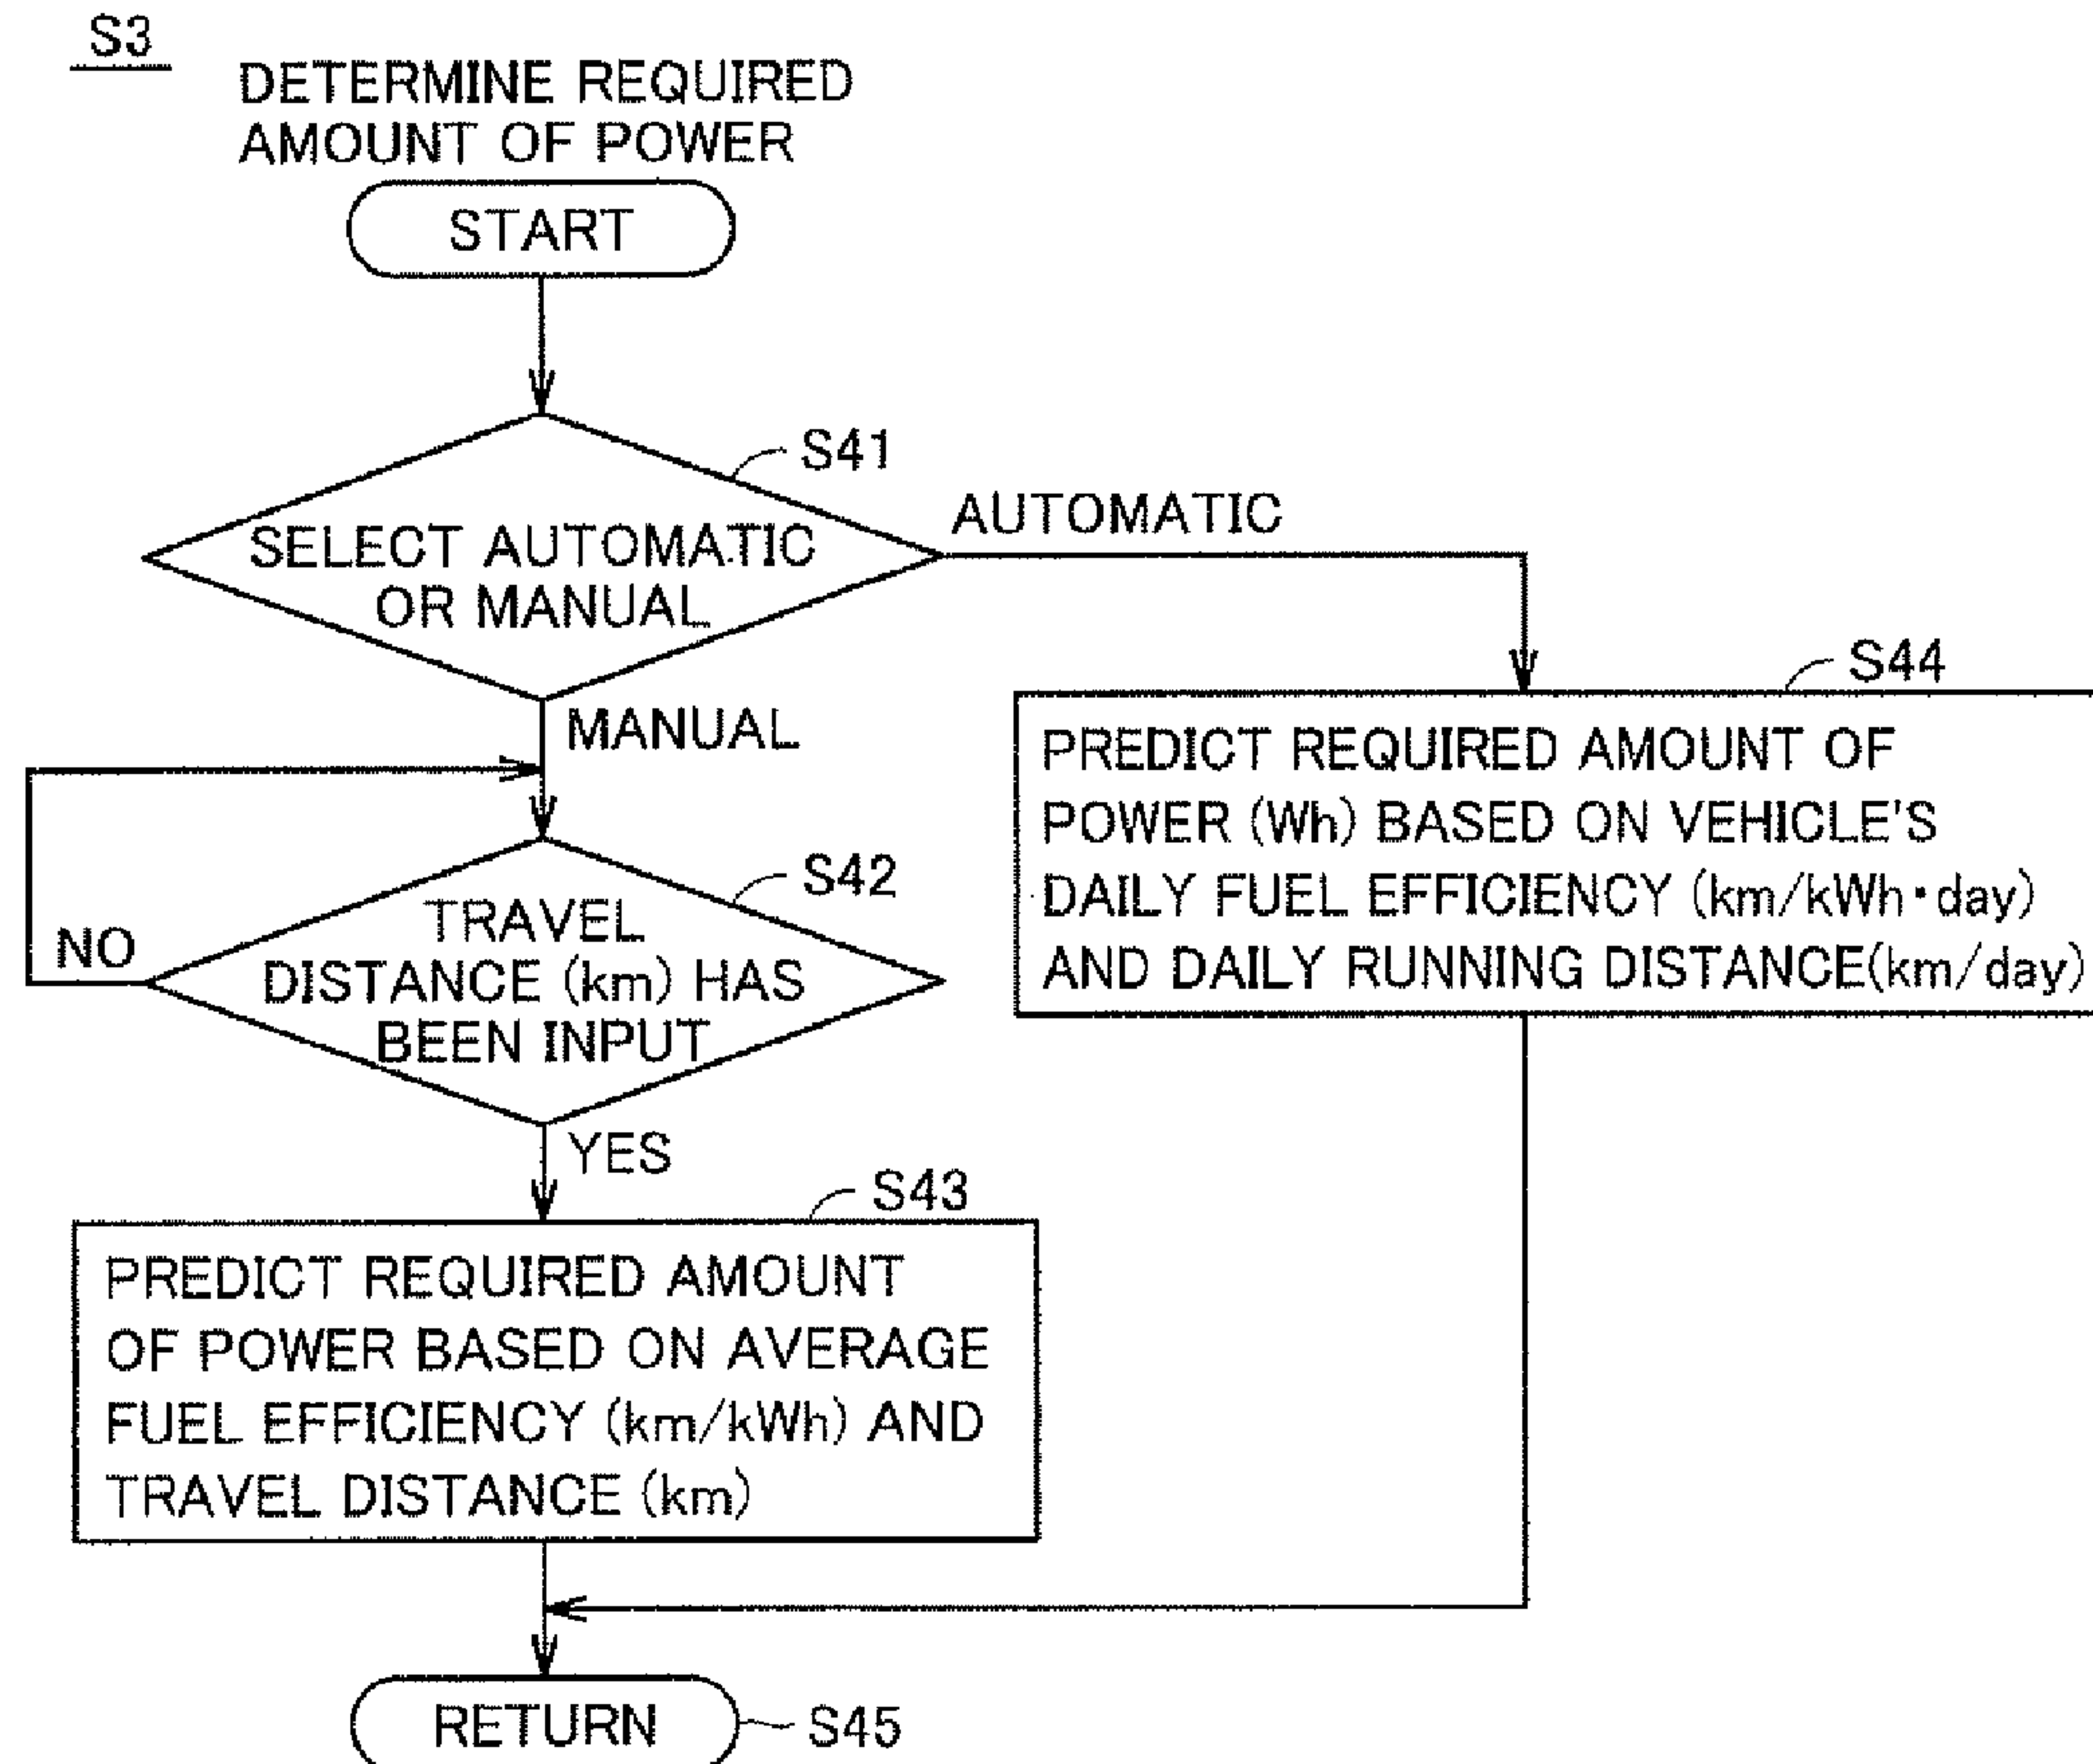 S3
DETERMINE REQUIRED
AMOUNT OF POWER
START
S41
SELECT AUTOMATIC
OR MANUAL
AUTOMATIC
MANUAL
S44
PREDICT REQUIRED AMOUNT OF
POWER (Wh) BASED ON VEHICLE'S
DAILY FUEL EFFICIENCY (km/kWh·day)
AND DAILY RUNNING DISTANCE(km/day)
S42
TRAVEL
DISTANCE (km) HAS
BEEN INPUT
NO
YES
S43
PREDICT REQUIRED AMOUNT
OF POWER BASED ON AVERAGE
FUEL EFFICIENCY (km/kWh) AND
TRAVEL DISTANCE (km)
RETURN
S45